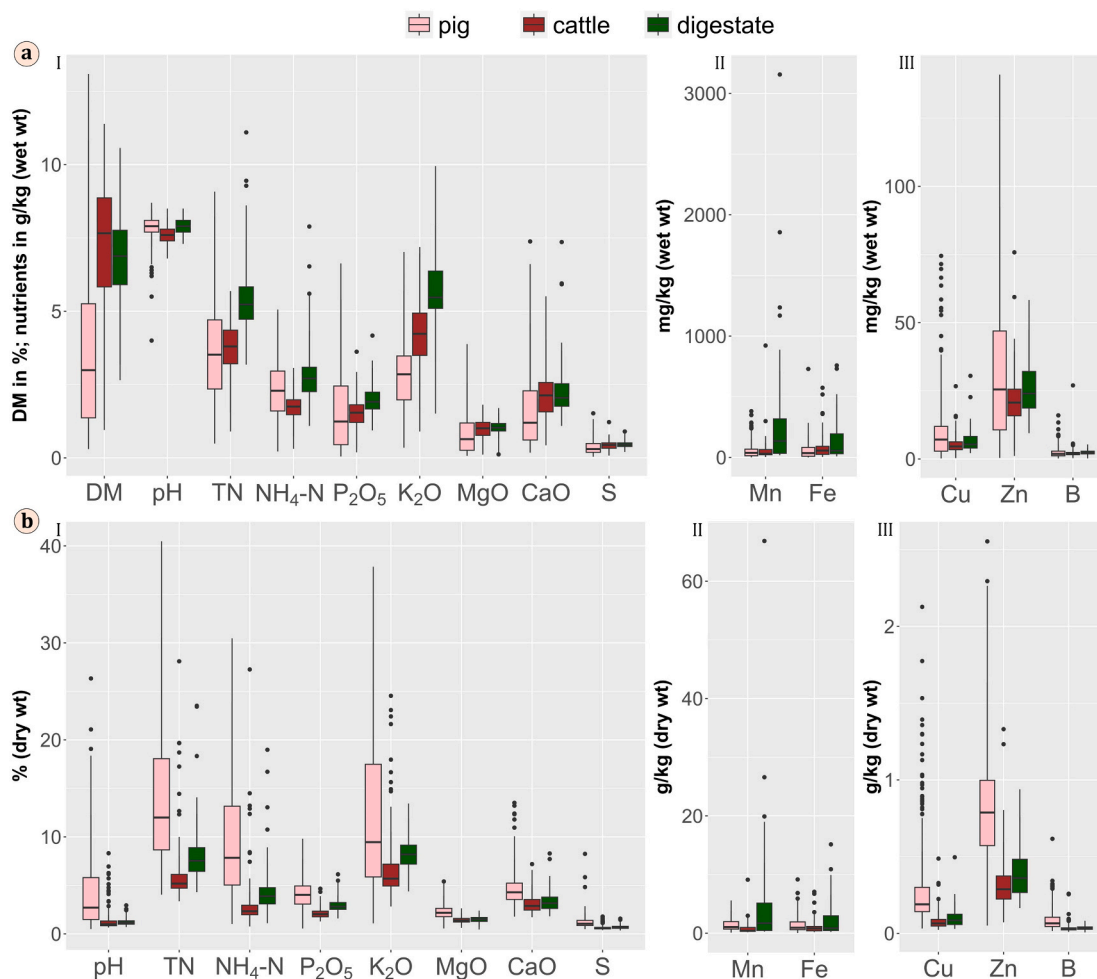 pig cattle digestate
a
I
II
III
DM in %; nutrients in g/kg (wet wt)
10
5
0
DM pH TN NH₄-N P₂O₅ K₂O MgO CaO S
mg/kg (wet wt)
3000
2000
1000
0
Mn Fe
mg/kg (wet wt)
100
50
0
Cu Zn B
b
I
II
III
% (dry wt)
40
30
20
10
0
pH TN NH₄-N P₂O₅ K₂O MgO CaO S
g/kg (dry wt)
60
40
20
0
Mn Fe
g/kg (dry wt)
2
1
0
Cu Zn B